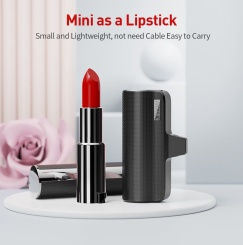 Mini as a Lipstick
Small and Lightweight, not need Cable Easy to Carry